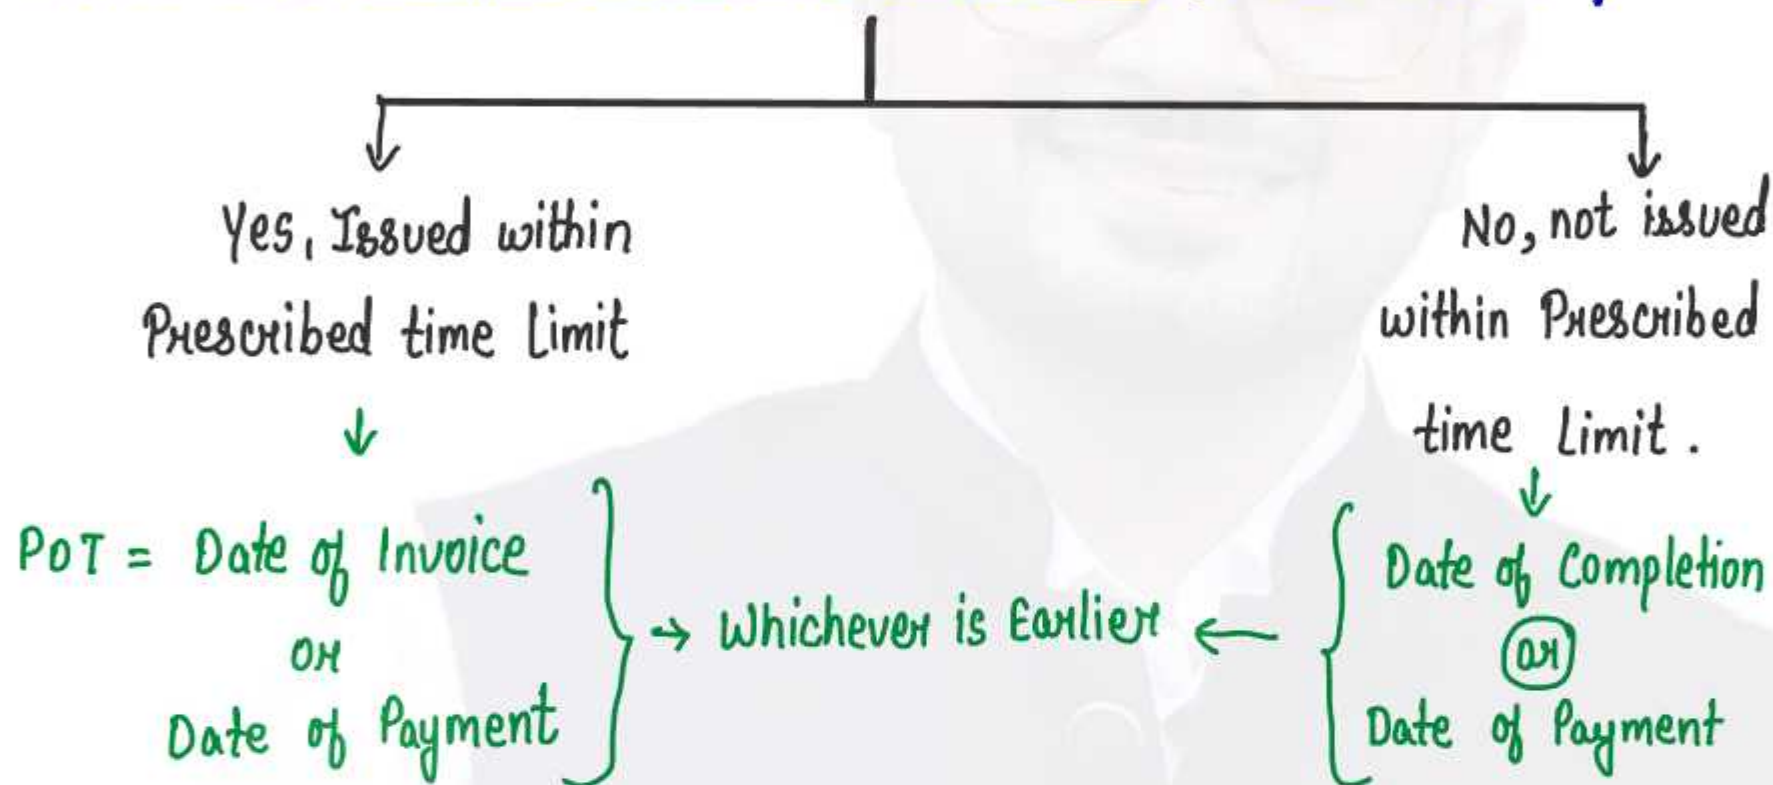 Yes, Issued within
Prescribed time limit
No, not issued
within Prescribed
time limit.
POT = Date of Invoice
or
Date of Payment
→ Whichever is Earlier ←
Date of Completion
or
Date of Payment